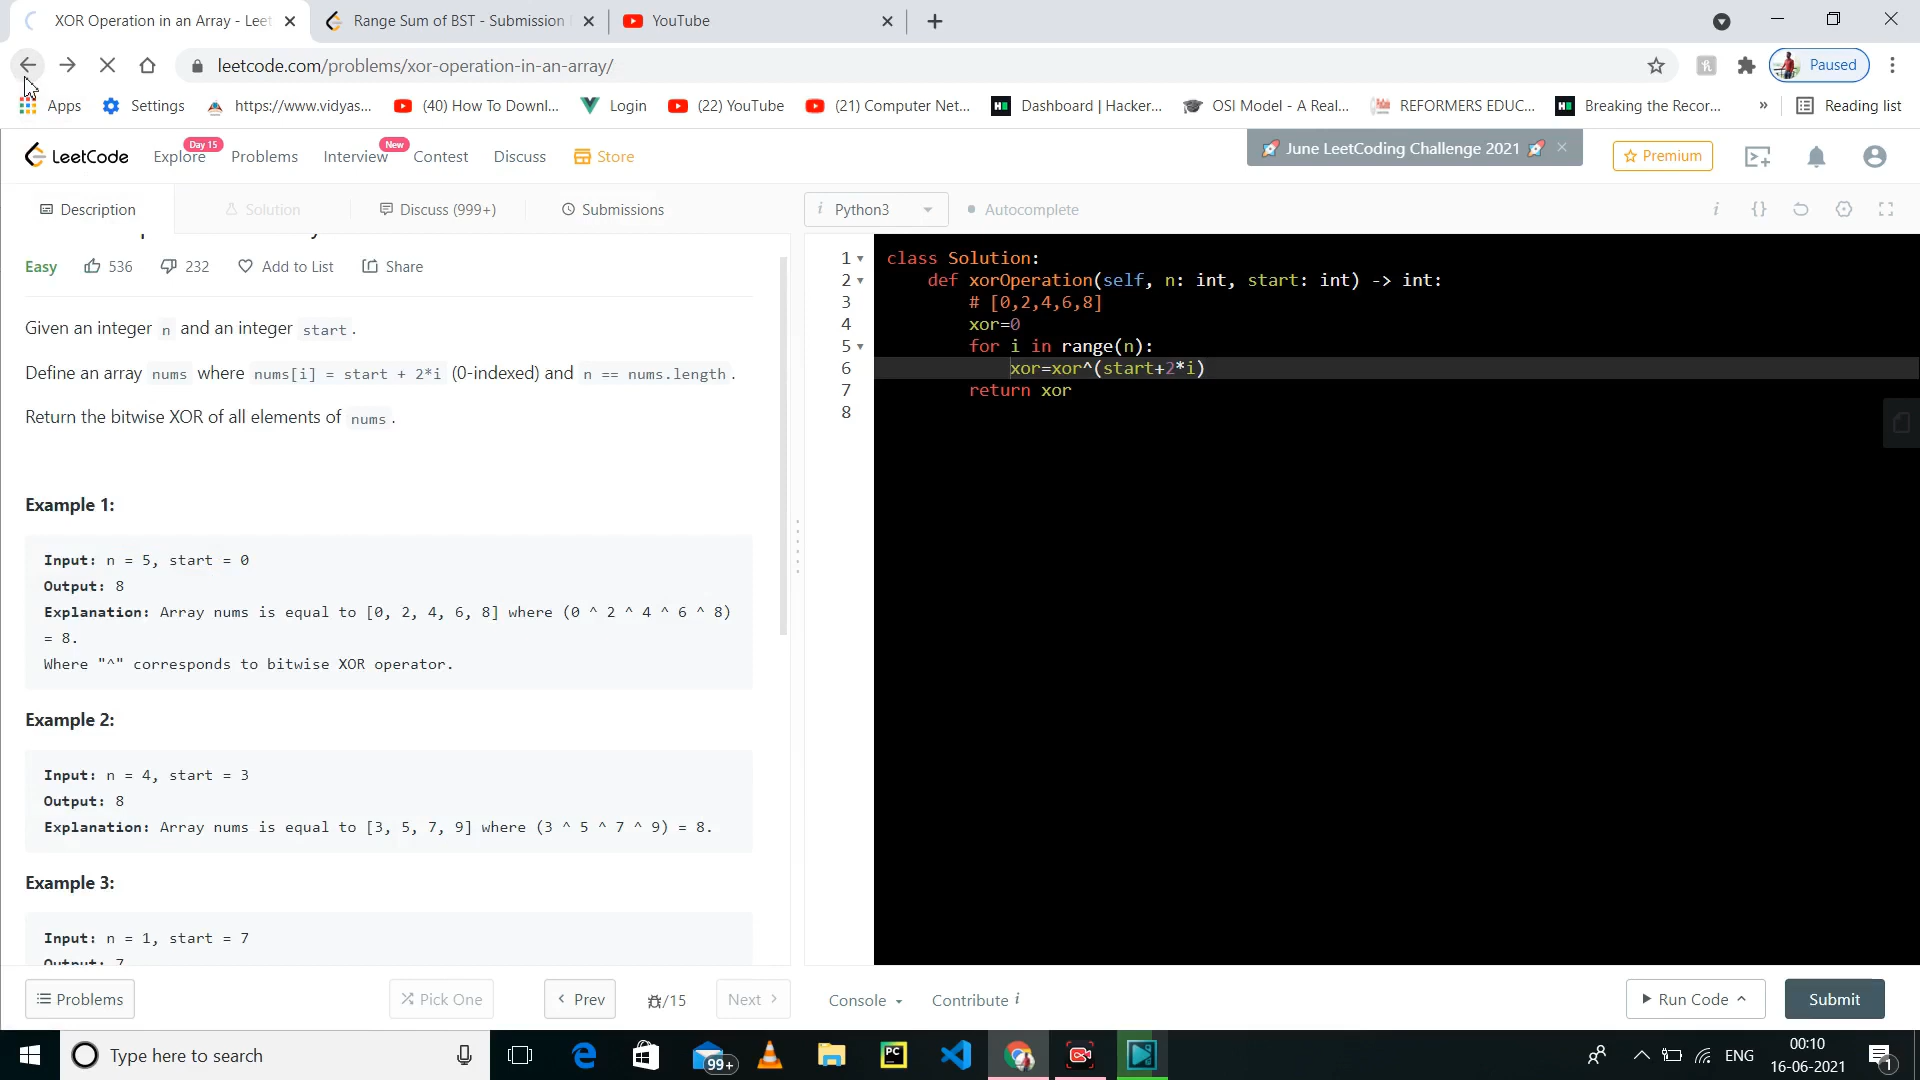 XOR Operation in an Array - Leet
Range Sum of BST - Submission
YouTube
leetcode.com/problems/xor-operation-in-an-array/
Paused
Apps
Settings
https://www.vidyas...
(40) How To Downl...
Login
(22) YouTube
(21) Computer Net...
Dashboard | Hacker...
OSI Model - A Real...
REFORMERS EDUC...
Breaking the Recor...
»
Reading list
LeetCode
Explore
Day 15
Problems
Interview
New
Contest
Discuss
Store
June LeetCoding Challenge 2021
Premium
Description
Solution
Discuss (999+)
Submissions
i Python3
Autocomplete
Easy
536
232
Add to List
Share
Given an integer n and an integer start.
Define an array nums where nums[i] = start + 2*i (0-indexed) and n == nums.length.
Return the bitwise XOR of all elements of nums.
Example 1:
Input: n = 5, start = 0
Output: 8
Explanation: Array nums is equal to [0, 2, 4, 6, 8] where (0 ^ 2 ^ 4 ^ 6 ^ 8)
= 8.
Where "^" corresponds to bitwise XOR operator.
Example 2:
Input: n = 4, start = 3
Output: 8
Explanation: Array nums is equal to [3, 5, 7, 9] where (3 ^ 5 ^ 7 ^ 9) = 8.
Example 3:
Input: n = 1, start = 7
Output: 7
1 class Solution:
2 def xorOperation(self, n: int, start: int) -> int:
3 # [0,2,4,6,8]
4 xor=0
5 for i in range(n):
6 xor=xor^(start+2*i)
7 return xor
8
Problems
Pick One
Prev
/15
Next
Console
Contribute i
Run Code
Submit
Type here to search
99+
PC
ENG
00:10
16-06-2021
1